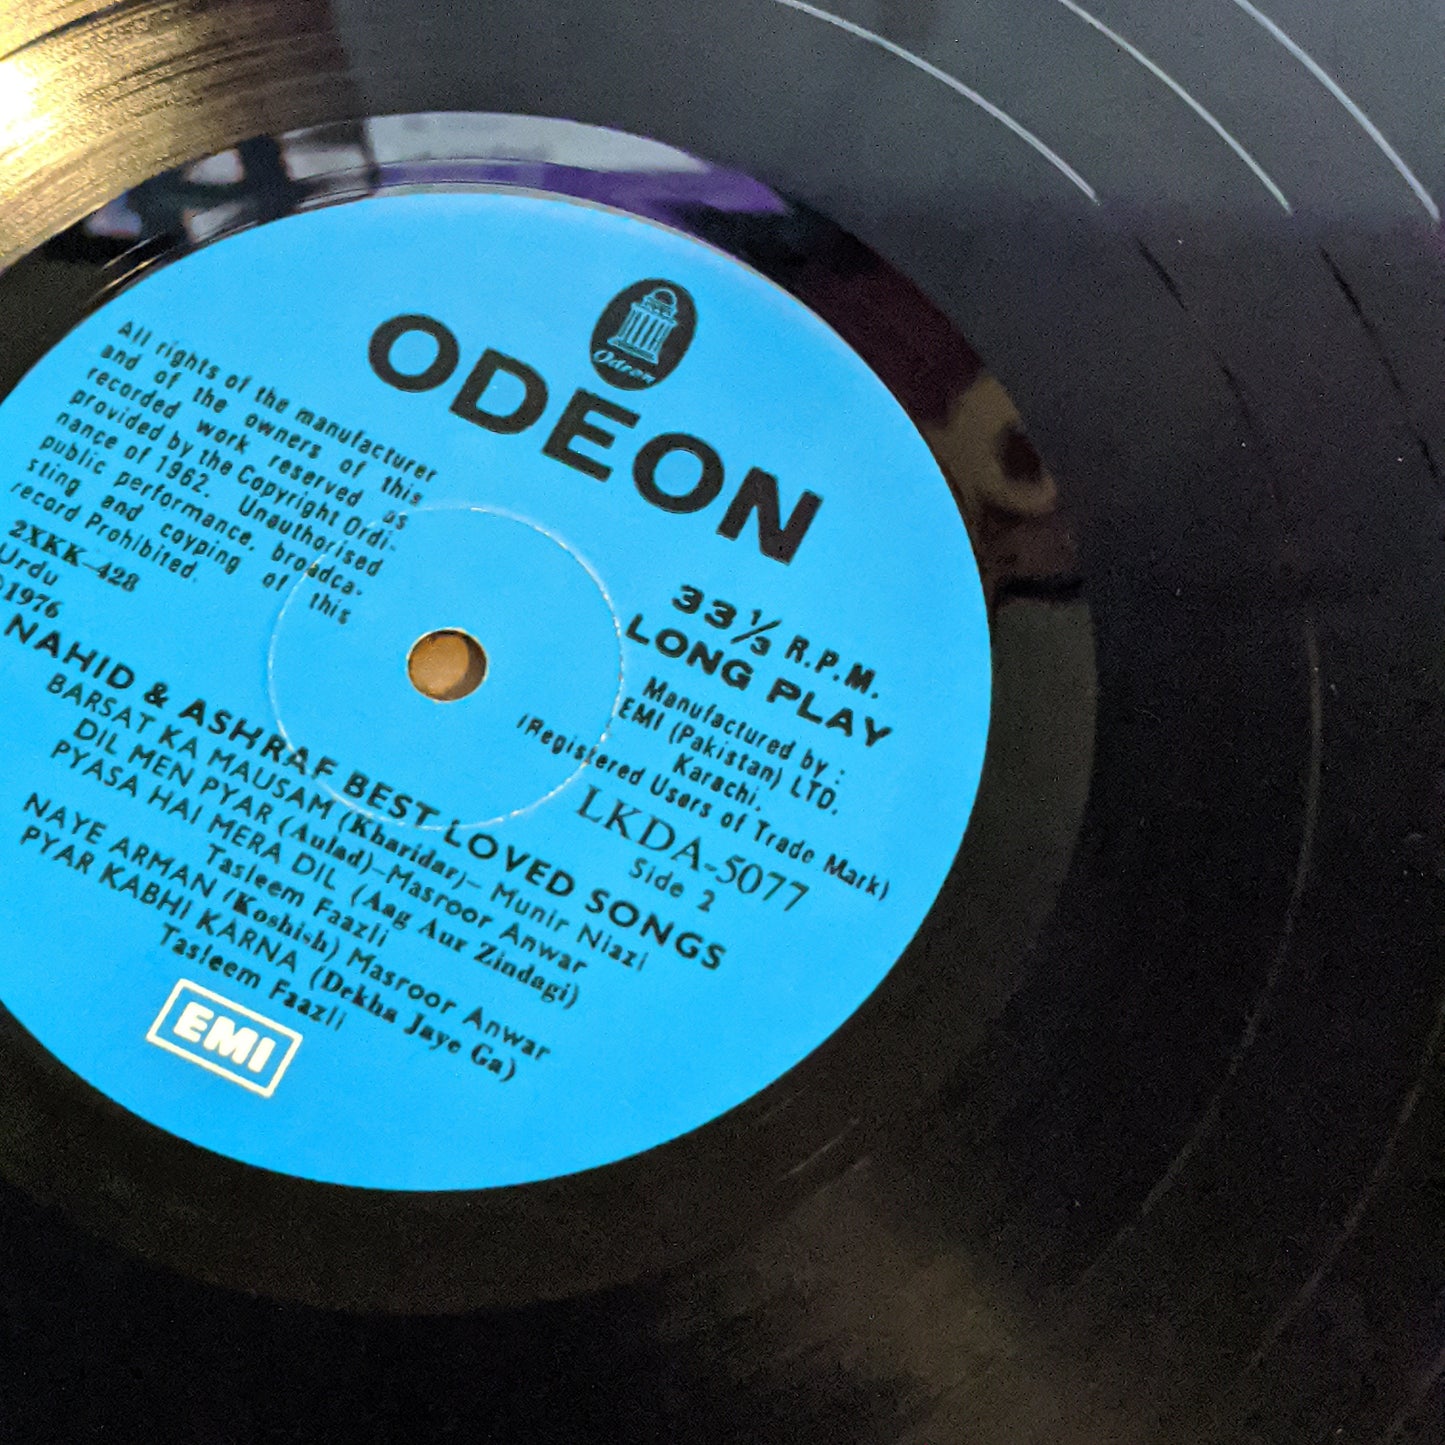 Odeon
ODEON
All rights of the manufacturer
and of the owners of this
recorded work reserved as
provided by the Copyright Ordi-
nance of 1962. Unauthorised
public performance, broadca-
sting and coyping of this
record Prohibited.
2XKK-428
Urdu
1976
33⅓ R.P.M.
LONG PLAY
Manufactured by :
EMI (Pakistan) LTD.
Karachi.
(Registered Users of Trade Mark)
LKDA-5077
Side 2
NAHID & ASHRAF BEST LOVED SONGS
BARSAT KA MAUSAM (Kharidar)- Munir Niazi
DIL MEN PYAR (Aulad)-Masroor Anwar
PYASA HAI MERA DIL (Aag Aur Zindagi)
Tasleem Faazli
NAYE ARMAN (Koshish) Masroor Anwar
PYAR KABHI KARNA (Dekha Jaye Ga)
Tasleem Faazli
EMI